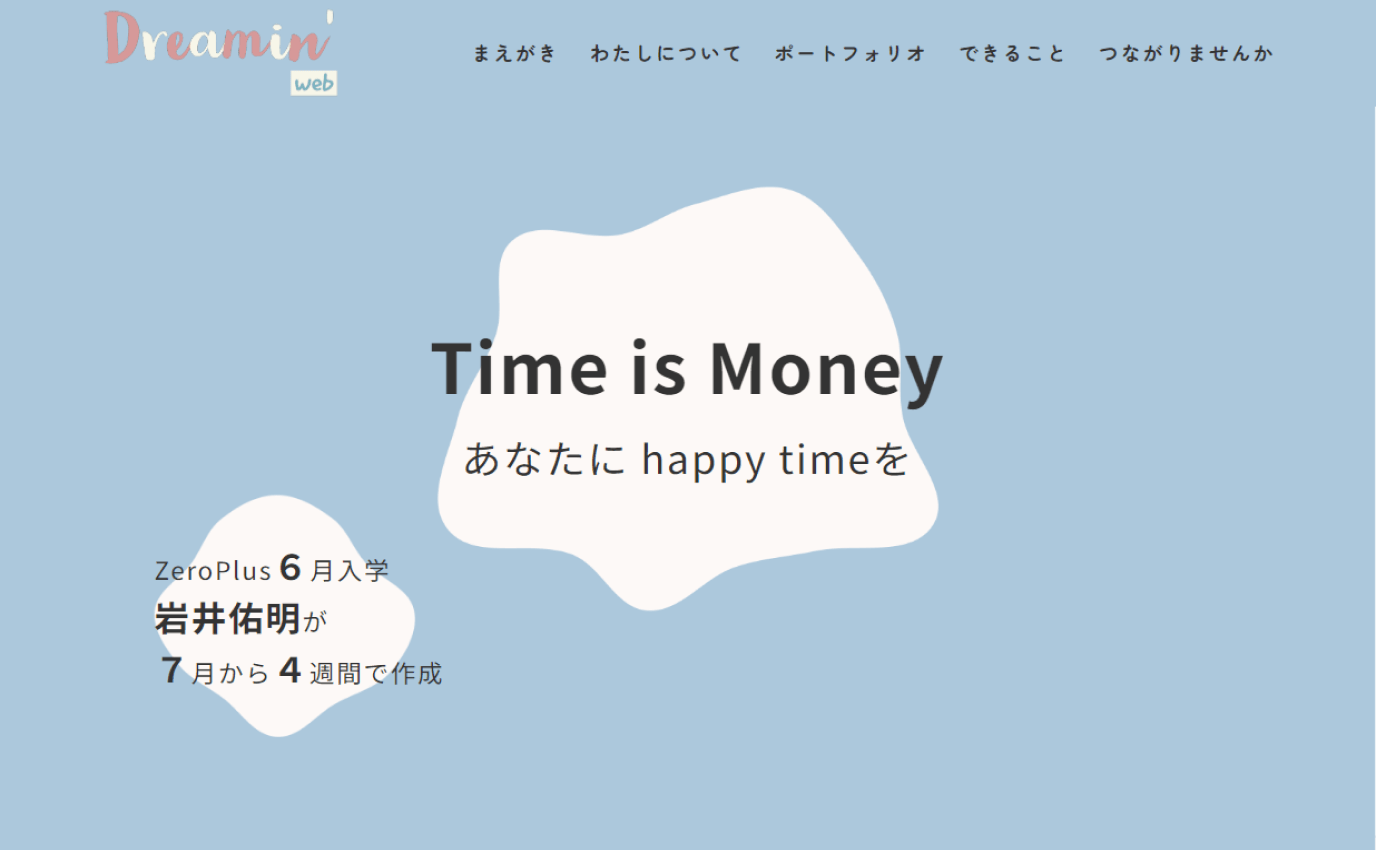 Dreamin'
web
まえがき わたしについて ポートフォリオ できること つながりませんか
Time is Money
あなたに happy timeを
ZeroPlus 6 月入学
岩井佑明が
7 月から 4 週間で作成